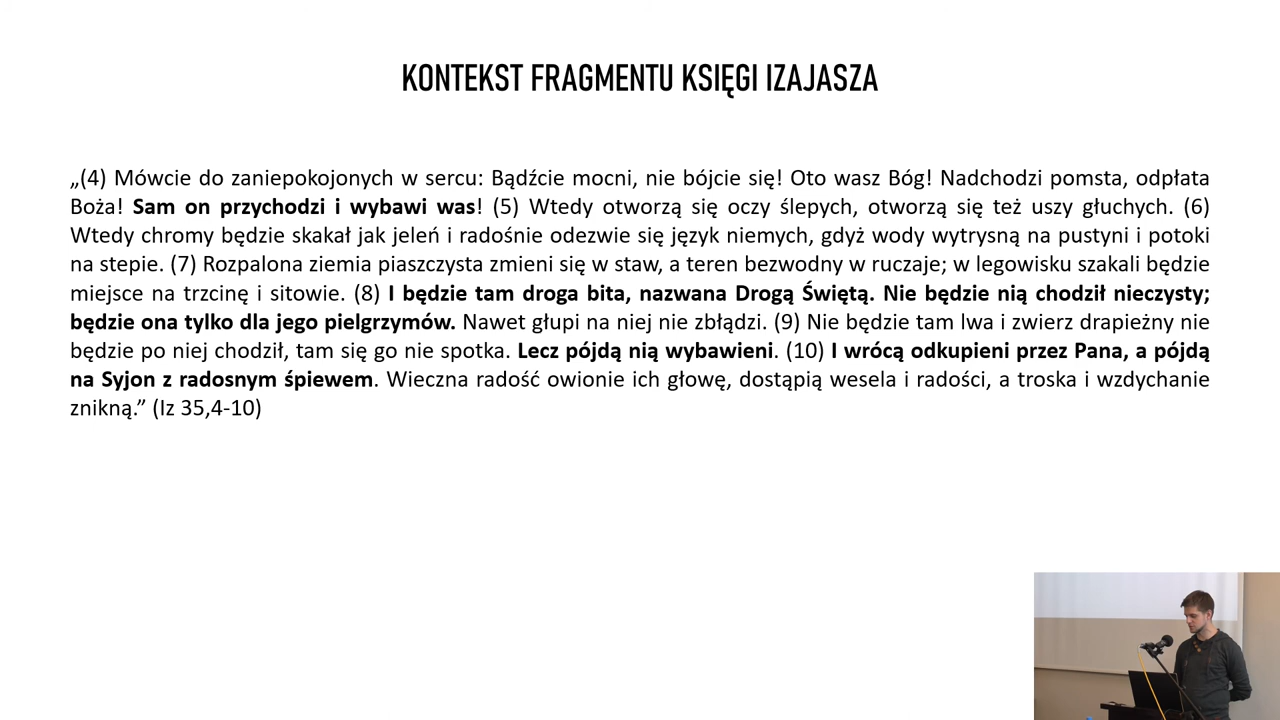 KONTEKST FRAGMENTU KSIĘGI IZAJASZA
„(4) Mówcie do zaniepokojonych w sercu: Bądźcie mocni, nie bójcie się! Oto wasz Bóg! Nadchodzi pomsta, odpłata
Boża! Sam on przychodzi i wybawi was! (5) Wtedy otworzą się oczy ślepych, otworzą się też uszy głuchych. (6)
Wtedy chromy będzie skakał jak jeleń i radośnie odezwie się język niemych, gdyż wody wytrysną na pustyni i potoki
na stepie. (7) Rozpalona ziemia piaszczysta zmieni się w staw, a teren bezwodny w ruczaje; w legowisku szakali będzie
miejsce na trzcinę i sitowie. (8) I będzie tam droga bita, nazwana Drogą Świętą. Nie będzie nią chodził nieczysty;
będzie ona tylko dla jego pielgrzymów. Nawet głupi na niej nie zbłądzi. (9) Nie będzie tam lwa i zwierz drapieżny nie
będzie po niej chodził, tam się go nie spotka. Lecz pójdą nią wybawieni. (10) I wrócą odkupieni przez Pana, a pójdą
na Syjon z radosnym śpiewem. Wieczna radość owionie ich głowę, dostąpią wesela i radości, a troska i wzdychanie
znikną.” (Iz 35,4-10)